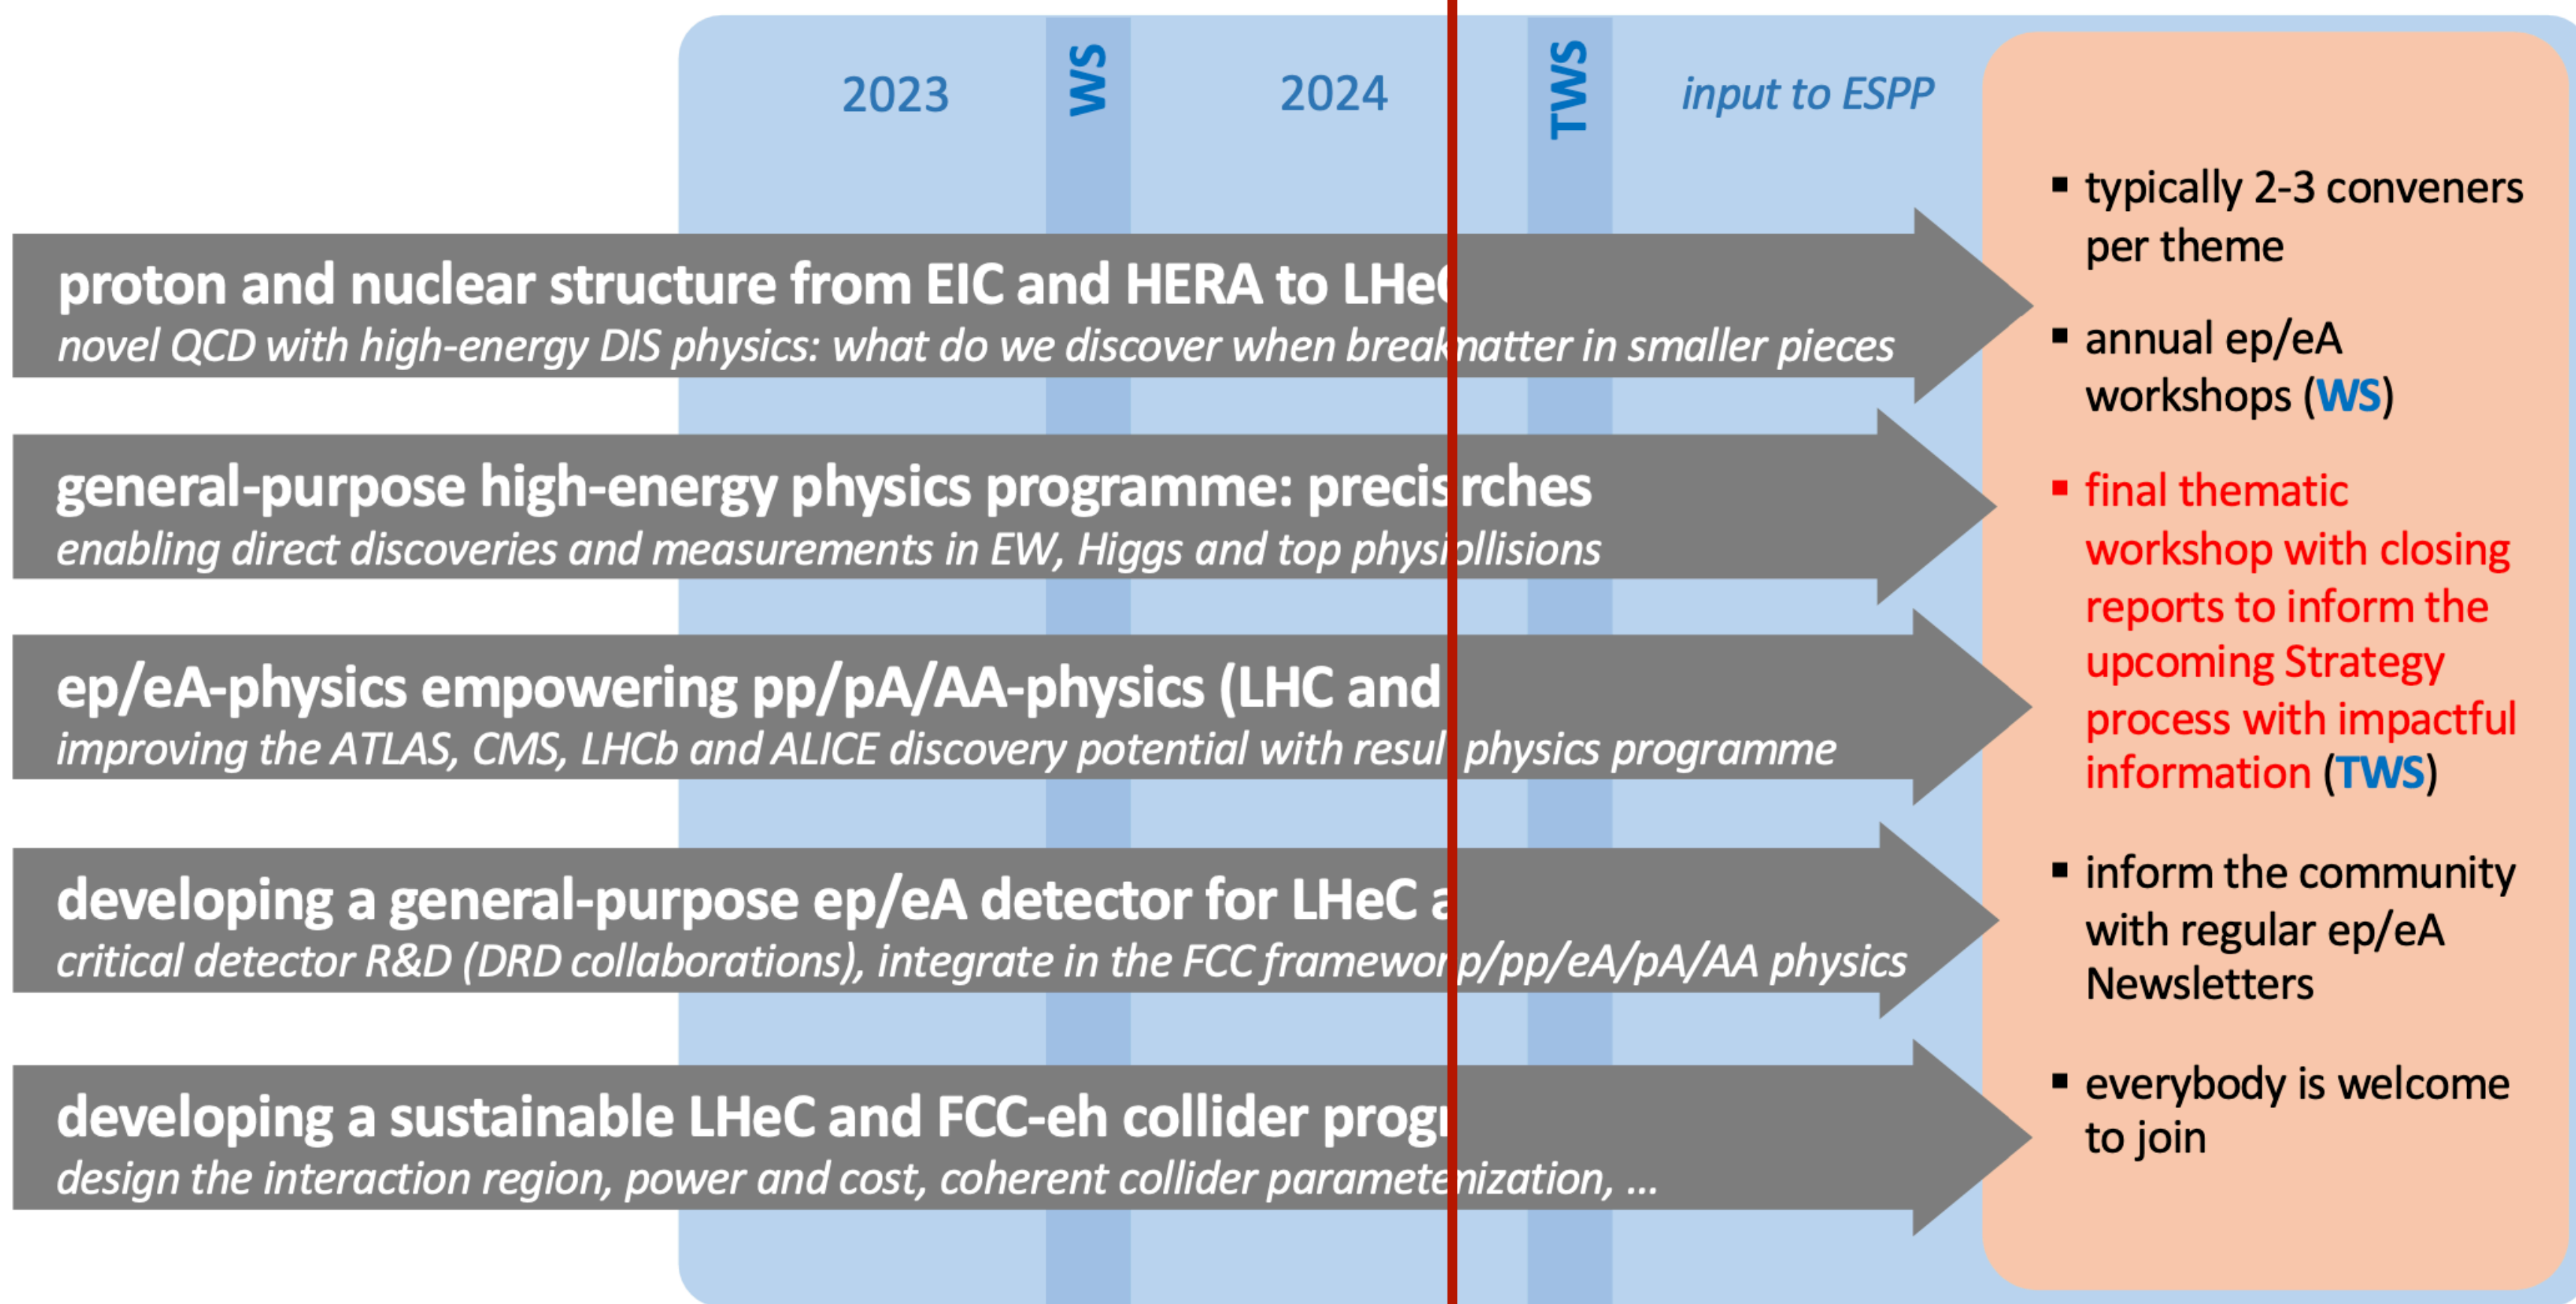 2023
WS
2024
TWS
input to ESPP
proton and nuclear structure from EIC and HERA to LHeC
novel QCD with high-energy DIS physics: what do we discover when break matter in smaller pieces
general-purpose high-energy physics programme: precis rches
enabling direct discoveries and measurements in EW, Higgs and top physi ollisions
ep/eA-physics empowering pp/pA/AA-physics (LHC and
improving the ATLAS, CMS, LHCb and ALICE discovery potential with resul physics programme
developing a general-purpose ep/eA detector for LHeC a
critical detector R&D (DRD collaborations), integrate in the FCC framewor p/pp/eA/pA/AA physics
developing a sustainable LHeC and FCC-eh collider progr
design the interaction region, power and cost, coherent collider paramete nization, ...
▪ typically 2-3 conveners
per theme
▪ annual ep/eA
workshops (WS)
▪ final thematic
workshop with closing
reports to inform the
upcoming Strategy
process with impactful
information (TWS)
▪ inform the community
with regular ep/eA
Newsletters
▪ everybody is welcome
to join